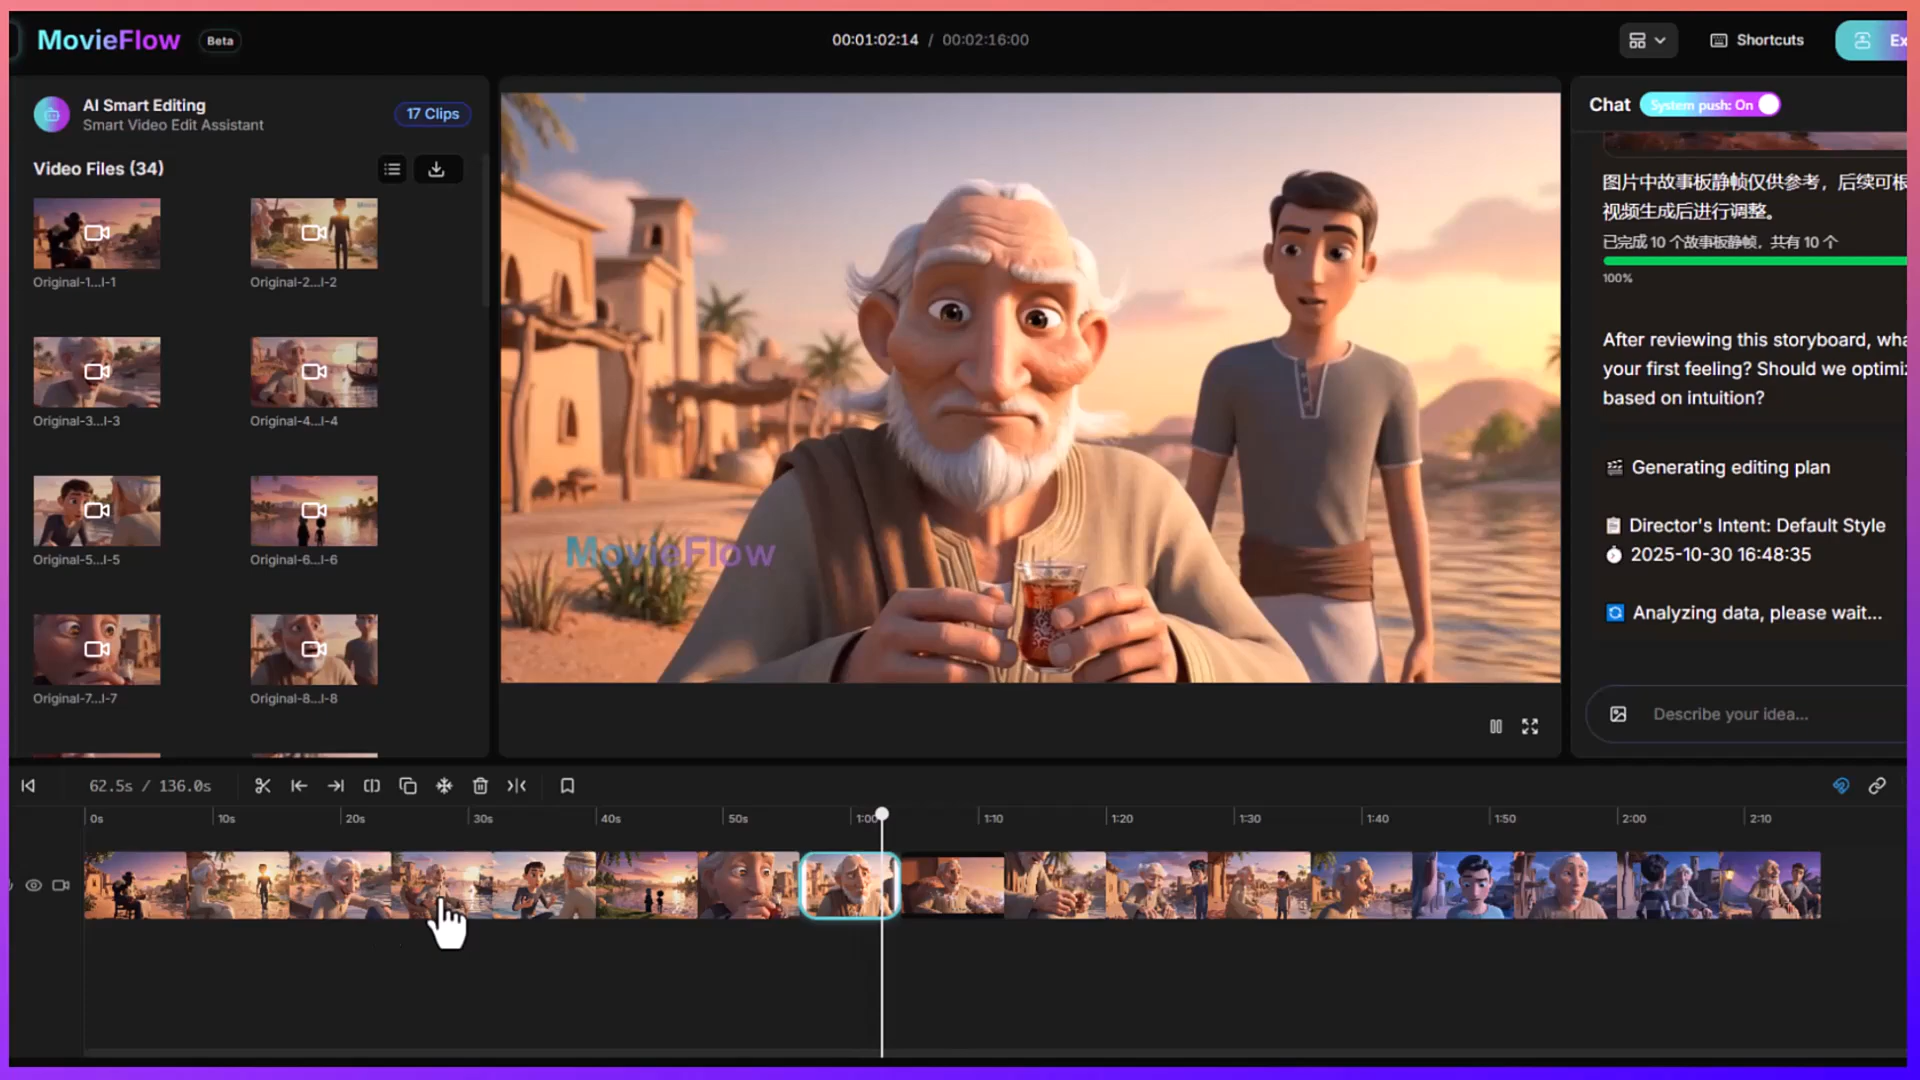 MovieFlow Beta
00:01:02:14 / 00:02:16:00
Shortcuts
Ex
AI Smart Editing
Smart Video Edit Assistant
17 Clips
Video Files (34)
Original-1...l-1
Original-2...l-2
Original-3...l-3
Original-4...l-4
Original-5...l-5
Original-6...l-6
Original-7...l-7
Original-8...l-8
MovieFlow
Chat System push: On
图片中故事板静帧仅供参考，后续可根
视频生成后进行调整。
已完成 10 个故事板静帧，共有 10 个
100%
After reviewing this storyboard, wha
your first feeling? Should we optimiz
based on intuition?
Generating editing plan
Director's Intent: Default Style
2025-10-30 16:48:35
Analyzing data, please wait...
Describe your idea...
62.5s / 136.0s
0s 10s 20s 30s 40s 50s 1:00 1:10 1:20 1:30 1:40 1:50 2:00 2:10